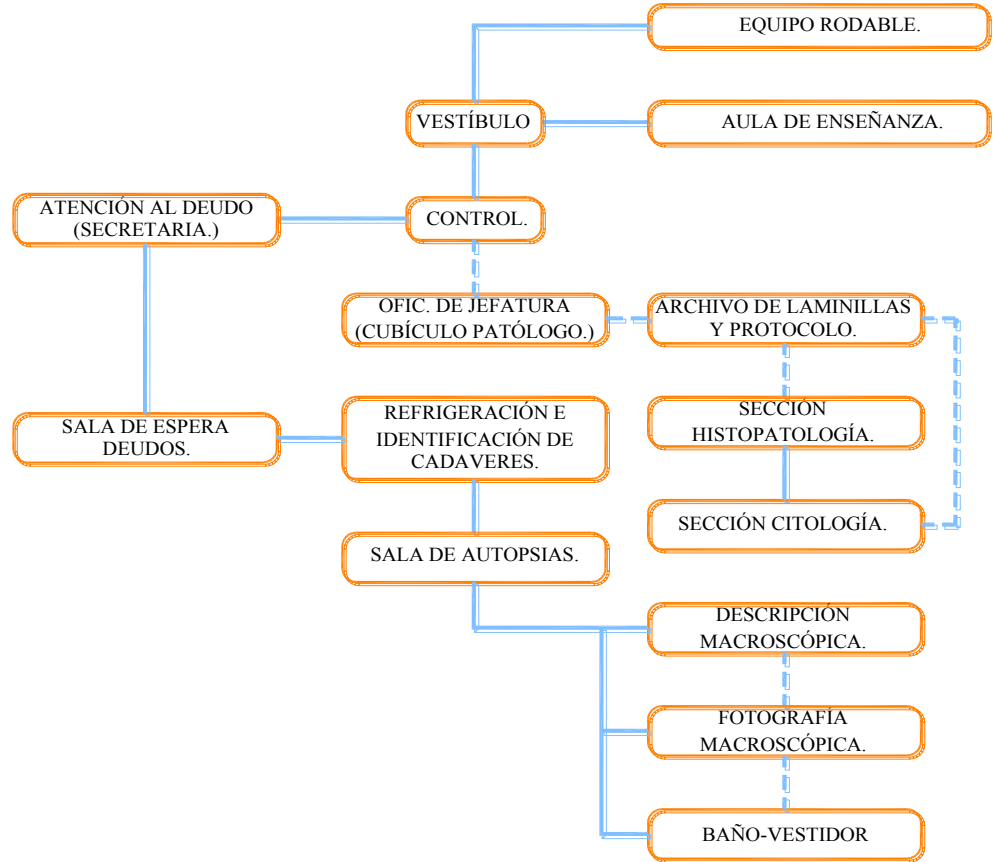 EQUIPO RODABLE.
VESTÍBULO
AULA DE ENSEÑANZA.
ATENCIÓN AL DEUDO
(SECRETARIA.)
CONTROL.
OFIC. DE JEFATURA
(CUBÍCULO PATÓLOGO.)
ARCHIVO DE LAMINILLAS
Y PROTOCOLO.
SALA DE ESPERA
DEUDOS.
REFRIGERACIÓN E
IDENTIFICACIÓN DE
CADAVERES.
SECCIÓN
HISTOPATOLOGÍA.
SECCIÓN CITOLOGÍA.
SALA DE AUTOPSIAS.
DESCRIPCIÓN
MACROSCÓPICA.
FOTOGRAFÍA
MACROSCÓPICA.
BAÑO-VESTIDOR